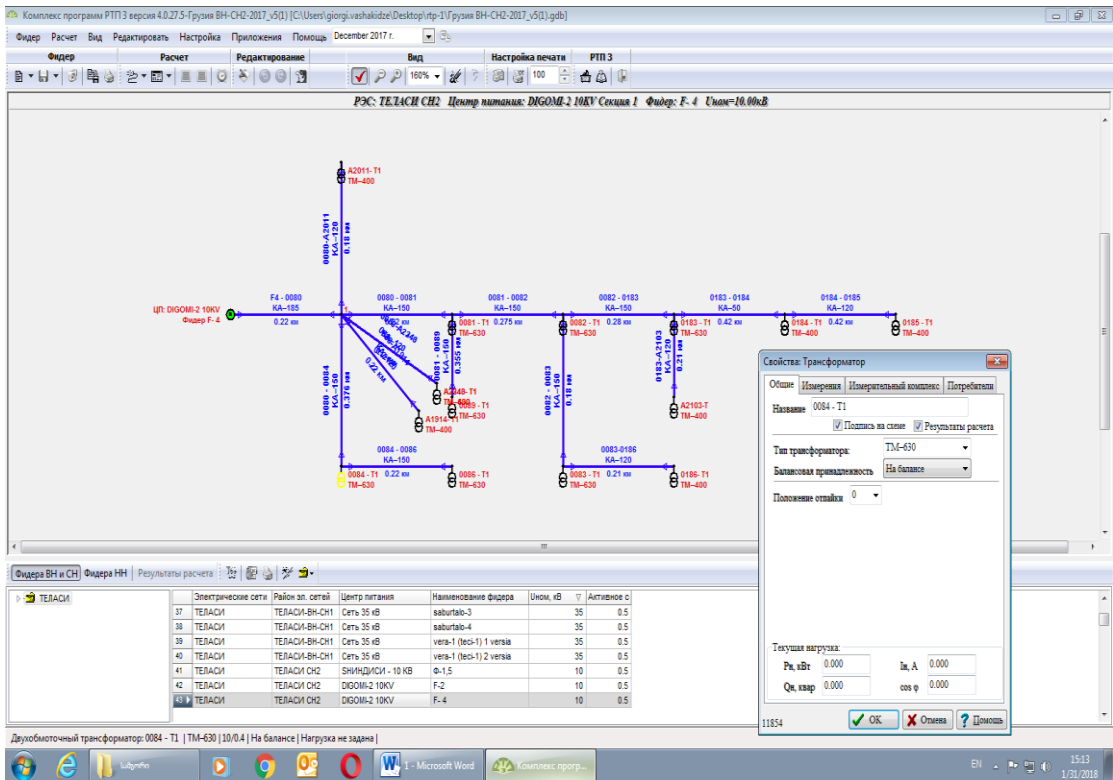 Комплекс программ РТП 3 версия 4.0.27.5-Грузия ВН-СН2-2017_v5(1) [C:\Users\giorgi.vashakidze\Desktop\rtp-1\Грузия ВН-СН2-2017_v5(1).gdb]
Фидер Расчет Вид Редактировать Настройка Приложения Помощь December 2017 г.
Фидер Расчет Редактирование Вид Настройка печати РТП 3
160% 100
РЭС: ТЕЛАСИ СН2 Центр питания: DIGOMI-2 10KV Секция 1 Фидер: F- 4 Uном=10.00кВ
A2011- T1
ТМ–400
0080-A2011
КА–120
0.18 км
F4 - 0080
КА–185
0.22 км
0080 - 0081
КА–150
0081 - 0082
КА–150
0.275 км
0082 - 0183
КА–150
0.28 км
0183 - 0184
КА–50
0.42 км
0184 - 0185
КА–120
0.42 км
ЦП: DIGOMI-2 10KV
Фидер F- 4
1
0081 - T1
ТМ–630
0082 - T1
ТМ–630
0183 - T1
ТМ–630
0184 - T1
ТМ–400
0185 - T1
ТМ–400
0.22 км
0081 - 0089
КА–150
0.355 км
0183-A2103
КА–120
0.21 км
0080 - 0084
КА–150
0.376 км
0082 - 0083
КА–150
0.18 км
ТМ–630
A1914-T1
ТМ–400
A2103-T
ТМ–400
0084 - 0086
КА–150
0.22 км
0083-0186
КА–120
0.21 км
0084 - T1
ТМ–630
0086 - T1
ТМ–630
0083 - T1
ТМ–630
0186- T1
ТМ–400
Свойства: Трансформатор
Общие Измерения Измерительный комплекс Потребители
Название 0084 - T1
Подпись на схеме Результаты расчета
Тип трансформатора: ТМ–630
Балансовая принадлежность На балансе
Положение отпайки 0
Текущая нагрузка:
Pн, кВт 0.000 Iн, А 0.000
Qн, квар 0.000 cos φ 0.000
11854 OK Отмена Помощь
Фидера ВН и СН Фидера НН Результаты расчета
ТЕЛАСИ
Электрические сети Район эл. сетей Центр питания Наименование фидера Uном, кВ Активное с
37 ТЕЛАСИ ТЕЛАСИ-ВН-СН1 Сеть 35 кВ saburtalo-3 35 0.5
38 ТЕЛАСИ ТЕЛАСИ-ВН-СН1 Сеть 35 кВ saburtalo-4 35 0.5
39 ТЕЛАСИ ТЕЛАСИ-ВН-СН1 Сеть 35 кВ vera-1 (teci-1) 1 versia 35 0.5
40 ТЕЛАСИ ТЕЛАСИ-ВН-СН1 Сеть 35 кВ vera-1 (teci-1) 2 versia 35 0.5
41 ТЕЛАСИ ТЕЛАСИ СН2 ШНИНДИСИ - 10 КВ Ф-1,5 10 0.5
42 ТЕЛАСИ ТЕЛАСИ СН2 DIGOMI-2 10KV F-2 10 0.5
43 ТЕЛАСИ ТЕЛАСИ СН2 DIGOMI-2 10KV F- 4 10 0.5
Двухобмоточный трансформатор: 0084 - T1 | ТМ–630 | 10/0.4 | На балансе | Нагрузка не задана |
1 - Microsoft Word
Комплекс прогр...
EN
15:13
1/31/2018